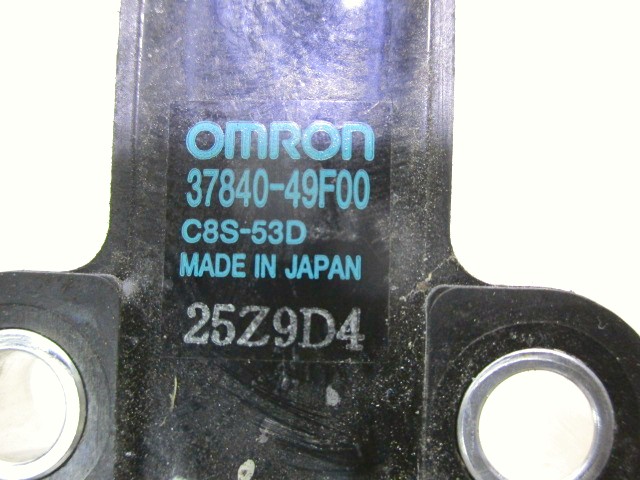 OMRON
37840-49F00
C8S-53D
MADE IN JAPAN
25Z9D4